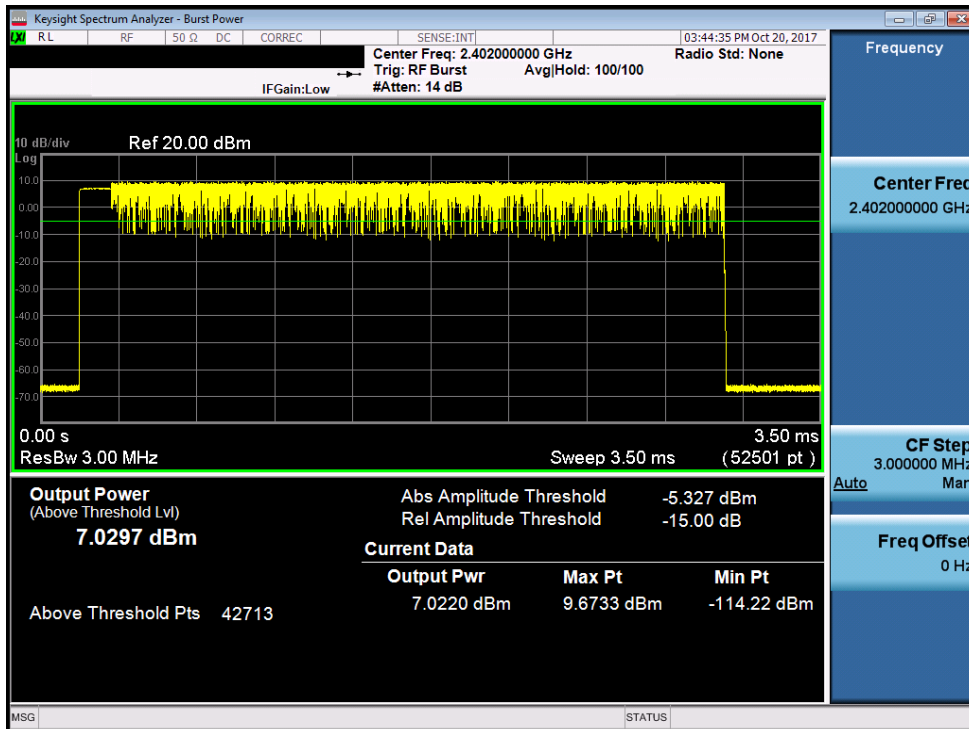 Keysight Spectrum Analyzer - Burst Power
LXI RL RF 50 Ω DC CORREC SENSE:INT 03:44:35 PM Oct 20, 2017
Center Freq: 2.402000000 GHz Radio Std: None
Trig: RF Burst Avg|Hold: 100/100
IFGain:Low #Atten: 14 dB
Frequency
10 dB/div Ref 20.00 dBm
Log
10.0
0.00
-10.0
-20.0
-30.0
-40.0
-50.0
-60.0
-70.0
0.00 s 3.50 ms
ResBw 3.00 MHz Sweep 3.50 ms (52501 pt )
Output Power
(Above Threshold Lvl)
7.0297 dBm
Above Threshold Pts 42713
Abs Amplitude Threshold -5.327 dBm
Rel Amplitude Threshold -15.00 dB
Current Data
Output Pwr Max Pt Min Pt
7.0220 dBm 9.6733 dBm -114.22 dBm
Center Freq
2.402000000 GHz
CF Step
3.000000 MHz
Auto Man
Freq Offset
0 Hz
MSG STATUS